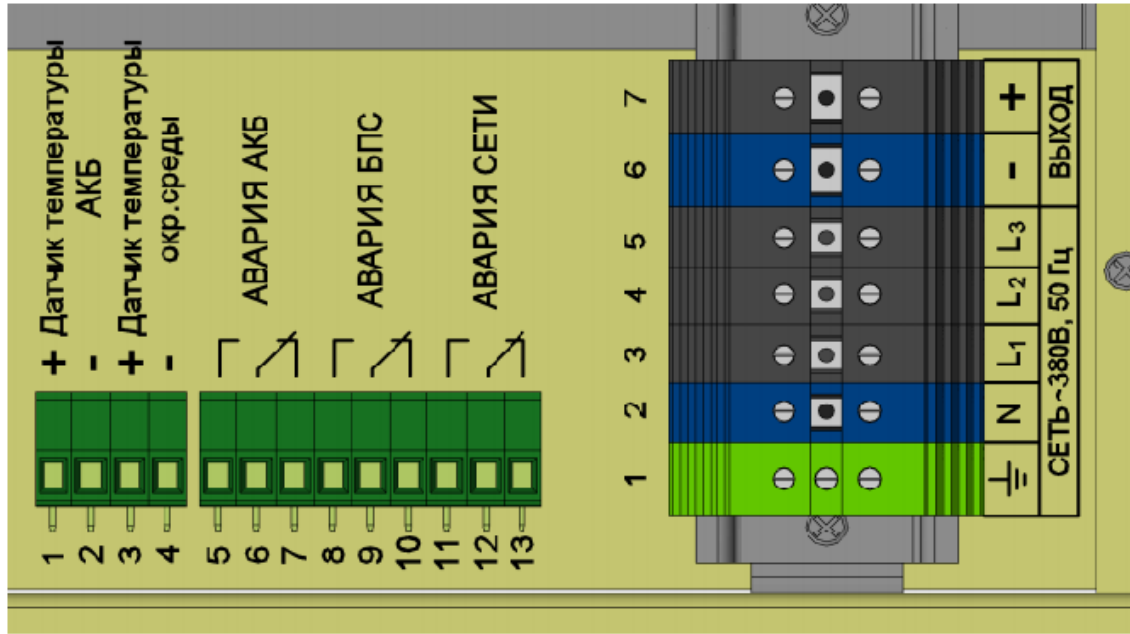 + Датчик температуры
- АКБ
+ Датчик температуры
- окр.среды
АВАРИЯ АКБ
АВАРИЯ БПС
АВАРИЯ СЕТИ
1 2 3 4 5 6 7 8 9 10 11 12 13
7 +
6 -
ВЫХОД
5 L3
4 L2
3 L1
2 N
1
СЕТЬ ~380В, 50 Гц